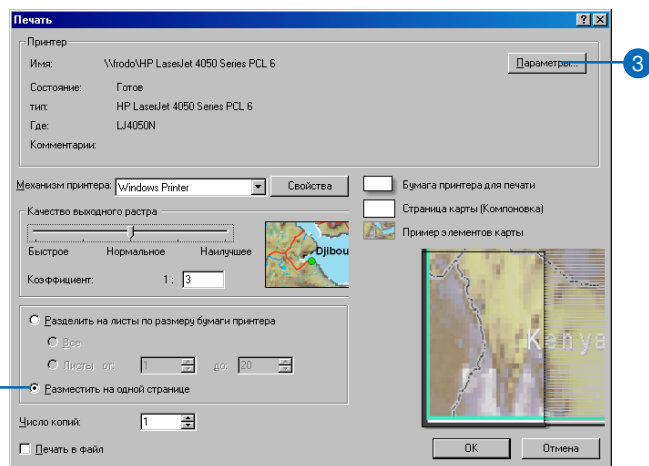 Печать
Принтер
Имя: \\frodo\HP LaserJet 4050 Series PCL 6
Параметры...
3
Состояние: Готов
тип: HP LaserJet 4050 Series PCL 6
Где: LJ4050N
Комментарии:
Механизм принтера: Windows Printer Свойства
Качество выходного растра
Быстрое Нормальное Наилучшее
Коэффициент: 1 : 3
Djibou
Бумага принтера для печати
Страница карты (Компоновка)
Пример элементов карты
Разделить на листы по размеру бумаги принтера
Все
Листы от: 1 до: 20
Разместить на одной странице
Число копий: 1
Печать в файл
Kenya
OK Отмена